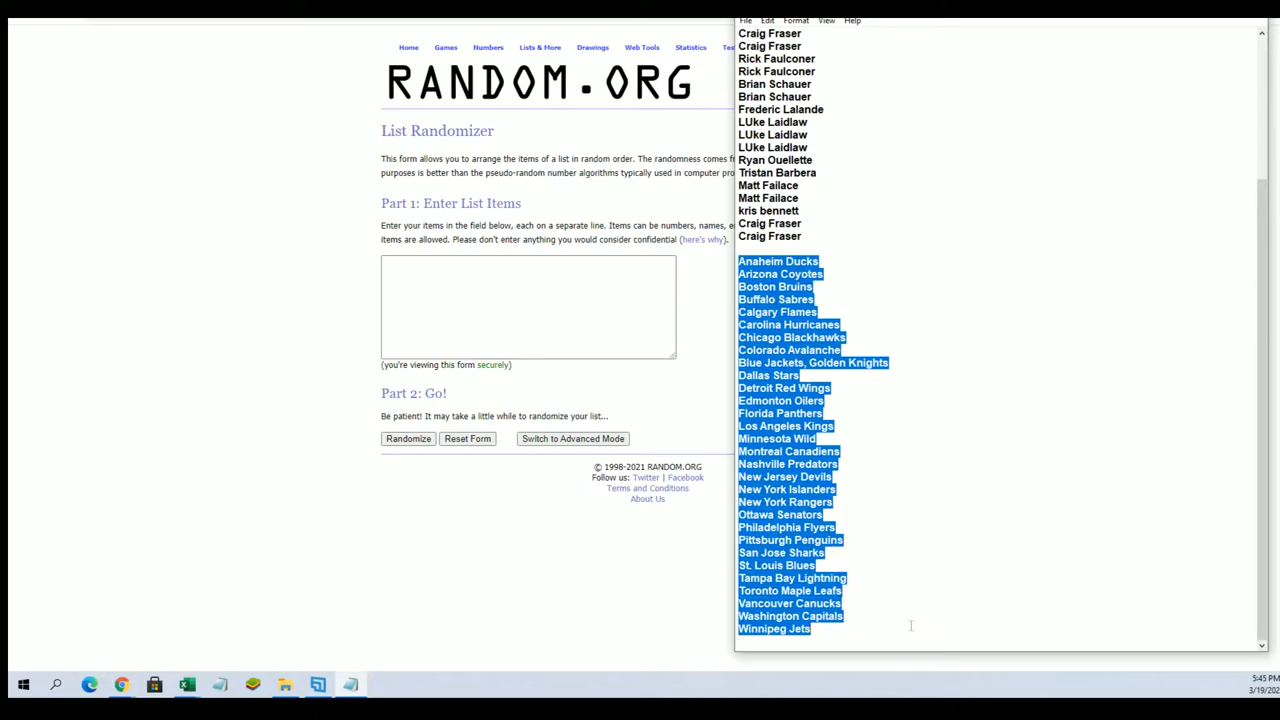 File Edit Format View Help
Home Games Numbers Lists & More Drawings Web Tools Statistics
RANDOM.ORG
List Randomizer
This form allows you to arrange the items of a list in random order. The randomness comes
purposes is better than the pseudo-random number algorithms typically used in computer
Part 1: Enter List Items
Enter your items in the field below, each on a separate line. Items can be numbers, names,
items are allowed. Please don't enter anything you would consider confidential (here's why).
(you're viewing this form securely)
Part 2: Go!
Be patient! It may take a little while to randomize your list...
Randomize Reset Form Switch to Advanced Mode
© 1998-2021 RANDOM.ORG
Follow us: Twitter | Facebook
Terms and Conditions
About Us
Craig Fraser
Craig Fraser
Rick Faulconer
Rick Faulconer
Brian Schauer
Brian Schauer
Frederic Lalande
LUke Laidlaw
LUke Laidlaw
LUke Laidlaw
Ryan Ouellette
Tristan Barbera
Matt Failace
Matt Failace
kris bennett
Craig Fraser
Craig Fraser
Anaheim Ducks
Arizona Coyotes
Boston Bruins
Buffalo Sabres
Calgary Flames
Carolina Hurricanes
Chicago Blackhawks
Colorado Avalanche
Blue Jackets, Golden Knights
Dallas Stars
Detroit Red Wings
Edmonton Oilers
Florida Panthers
Los Angeles Kings
Minnesota Wild
Montreal Canadiens
Nashville Predators
New Jersey Devils
New York Islanders
New York Rangers
Ottawa Senators
Philadelphia Flyers
Pittsburgh Penguins
San Jose Sharks
St. Louis Blues
Tampa Bay Lightning
Toronto Maple Leafs
Vancouver Canucks
Washington Capitals
Winnipeg Jets
5:45 PM
3/19/202